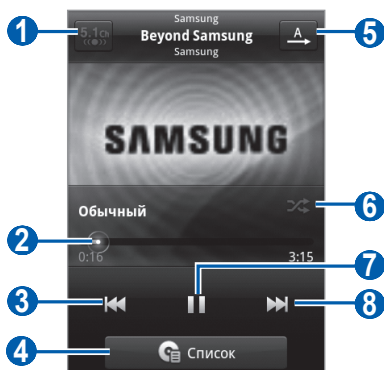 Samsung
1
5.1ch
Beyond Samsung
A
5
Samsung
SAMSUNG
Обычный
6
2
0:16
3:15
7
3
8
4
Список